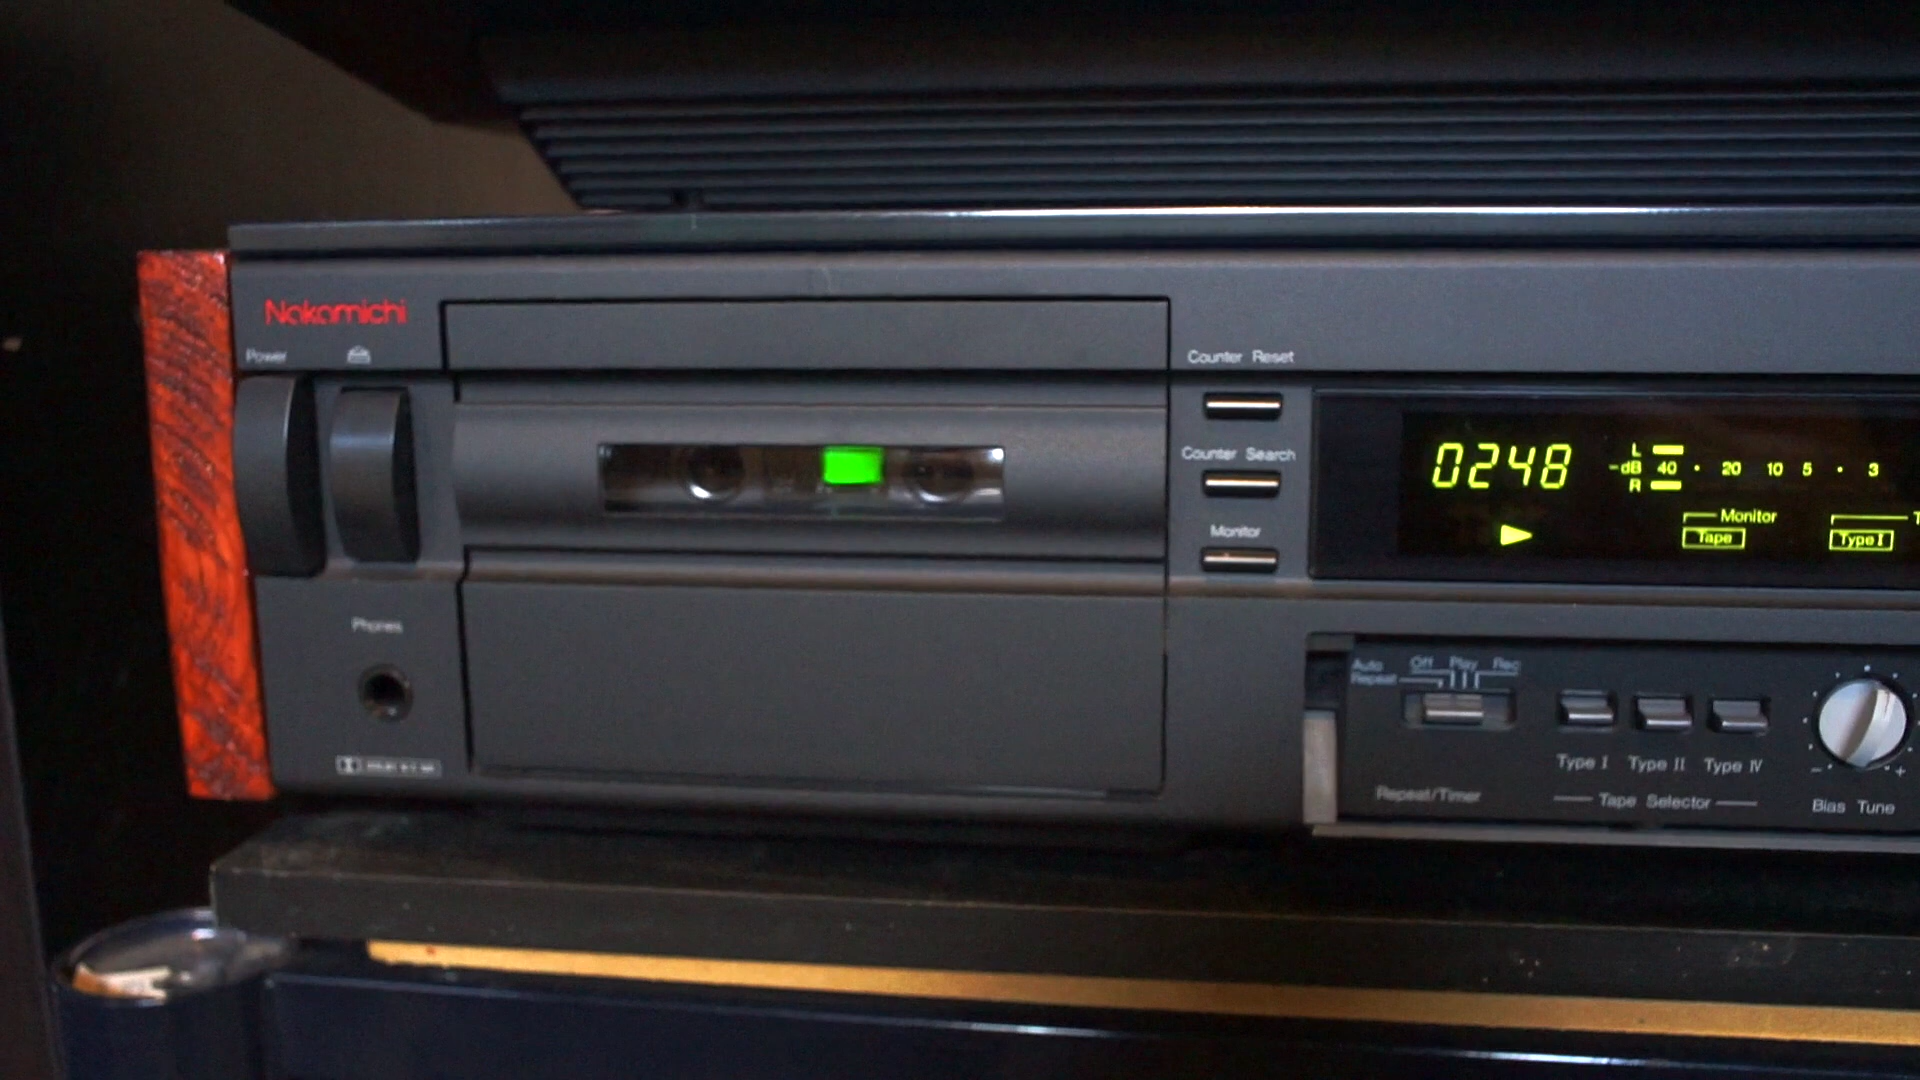 Nakamichi
Power
Counter Reset
Counter Search
Monitor
0248
L
-dB 40 · 20 10 5 · 3
R
Monitor
Tape
Type I
Phones
Auto Repeat
Off Play Rec
Repeat/Timer
Type I Type II Type IV
Tape Selector
- +
Bias Tune